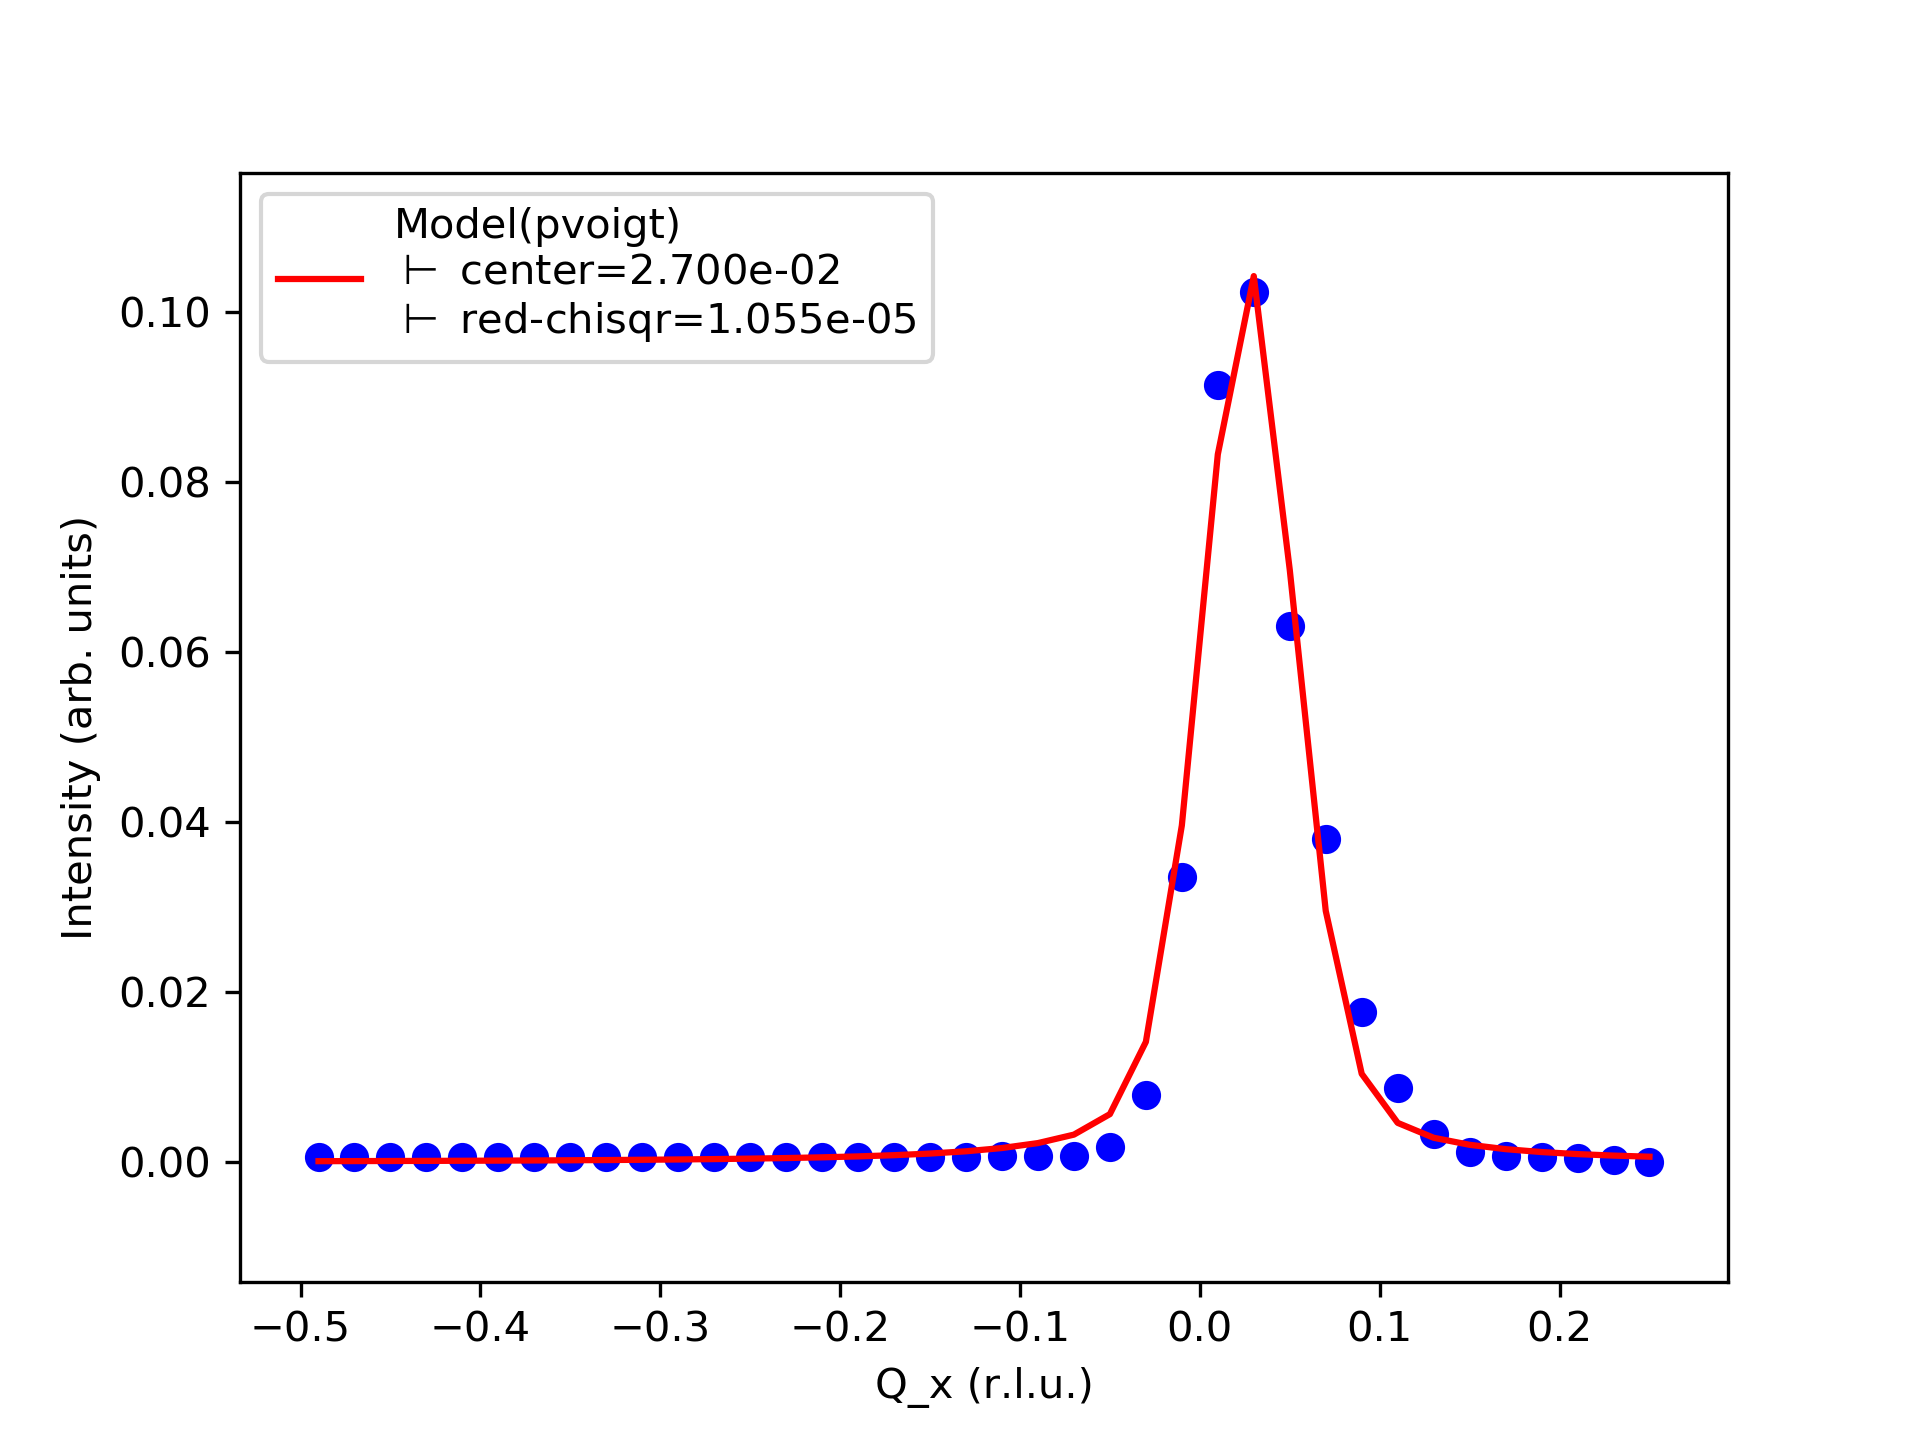 Model(pvoigt)
⊢ center=2.700e-02
⊢ red-chisqr=1.055e-05
0.10
0.08
0.06
0.04
0.02
0.00
Intensity (arb. units)
−0.5 −0.4 −0.3 −0.2 −0.1 0.0 0.1 0.2
Q_x (r.l.u.)